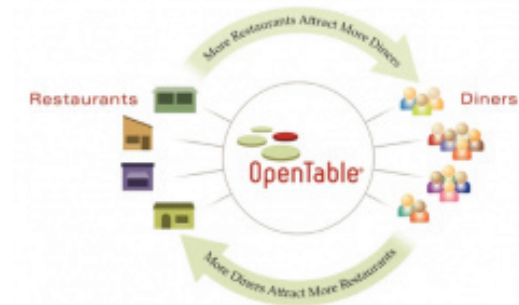 More Restaurants Attract More Diners
Restaurants
Diners
OpenTable®
More Diners Attract More Restaurants